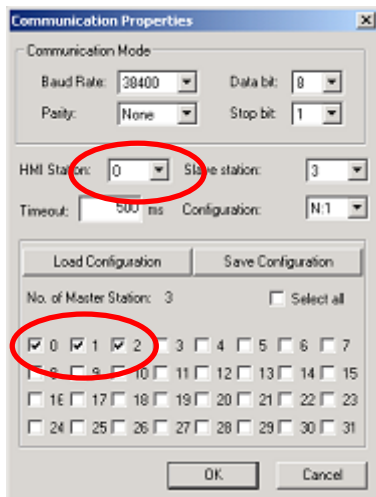 Communication Properties
Communication Mode
Baud Rate: 38400 Data bit: 8
Parity: None Stop bit: 1
HMI Station: 0 Slave station: 3
Timeout: 500 ms Configuration: N:1
Load Configuration Save Configuration
No. of Master Station: 3 Select all
0 1 2 3 4 5 6 7
8 9 10 11 12 13 14 15
16 17 18 19 20 21 22 23
24 25 26 27 28 29 30 31
OK Cancel